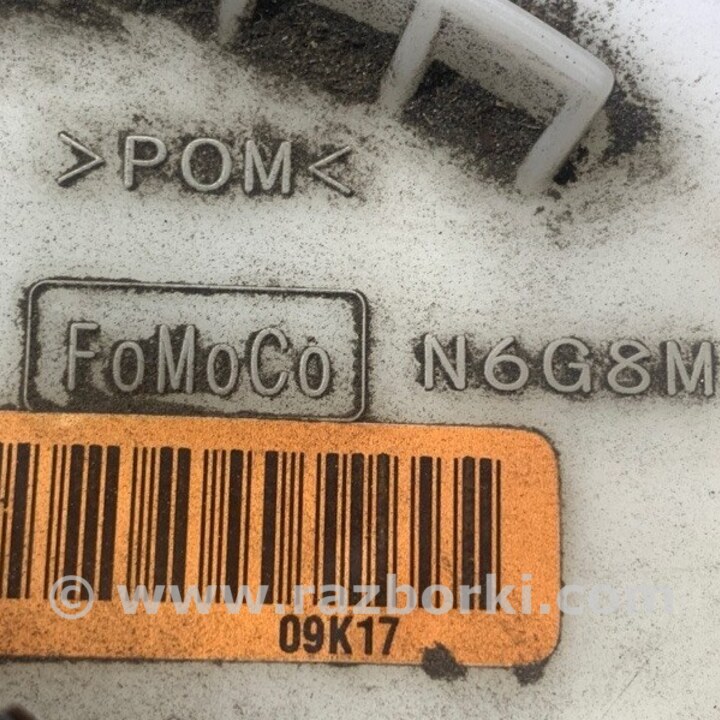 >POM<
FoMoCo N6G8M
© www.razborki.com
09K17